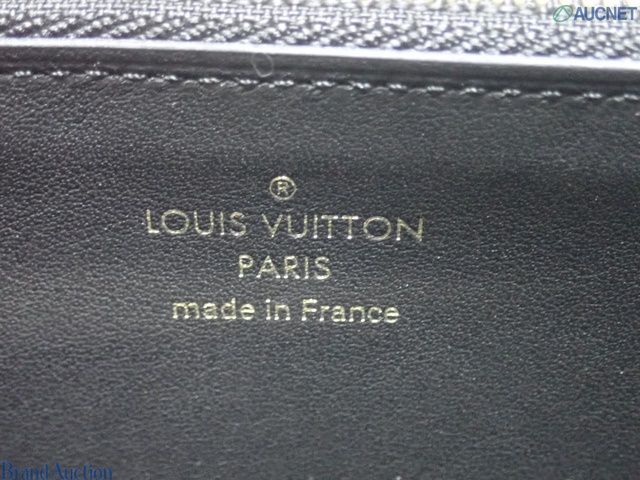 AUCNET
®
LOUIS VUITTON
PARIS
made in France
Brand Auction